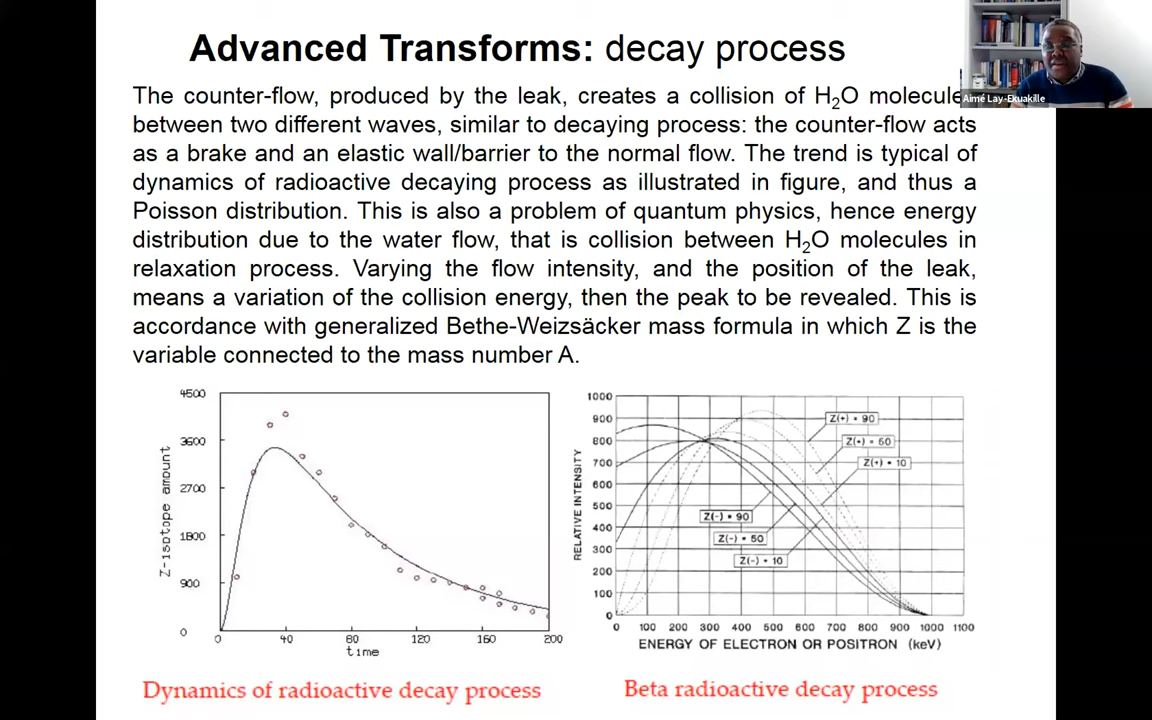 Advanced Transforms: decay process
Aimé Lay-Ekuakille
The counter-flow, produced by the leak, creates a collision of H2O molecule
between two different waves, similar to decaying process: the counter-flow acts
as a brake and an elastic wall/barrier to the normal flow. The trend is typical of
dynamics of radioactive decaying process as illustrated in figure, and thus a
Poisson distribution. This is also a problem of quantum physics, hence energy
distribution due to the water flow, that is collision between H2O molecules in
relaxation process. Varying the flow intensity, and the position of the leak,
means a variation of the collision energy, then the peak to be revealed. This is
accordance with generalized Bethe-Weizsäcker mass formula in which Z is the
variable connected to the mass number A.
4500
3600
2700
1800
900
0
Z-isotope amount
0 40 80 120 160 200
time
Dynamics of radioactive decay process
1000
900
800
700
600
500
400
300
200
100
0
RELATIVE INTENSITY
Z(+) = 90
Z(+) = 50
Z(+) = 10
Z(-) = 90
Z(-) = 50
Z(-) = 10
0 100 200 300 400 500 600 700 800 900 1000 1100
ENERGY OF ELECTRON OR POSITRON (keV)
Beta radioactive decay process